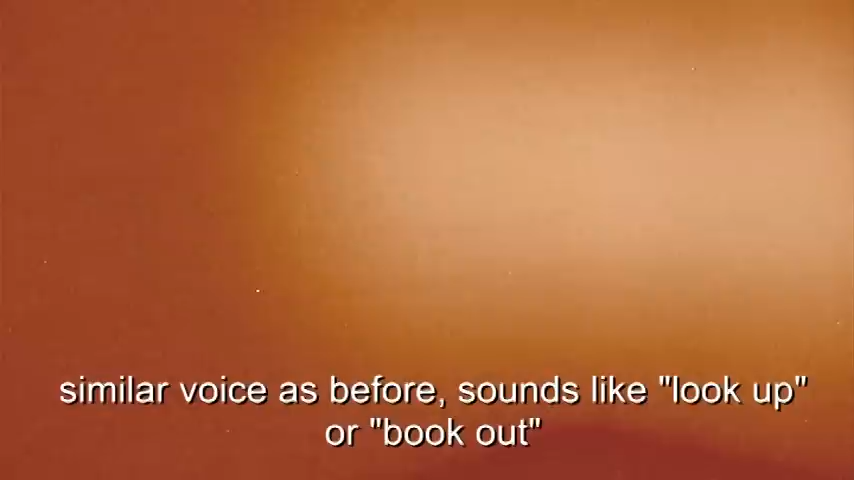 similar voice as before, sounds like "look up"
or "book out"